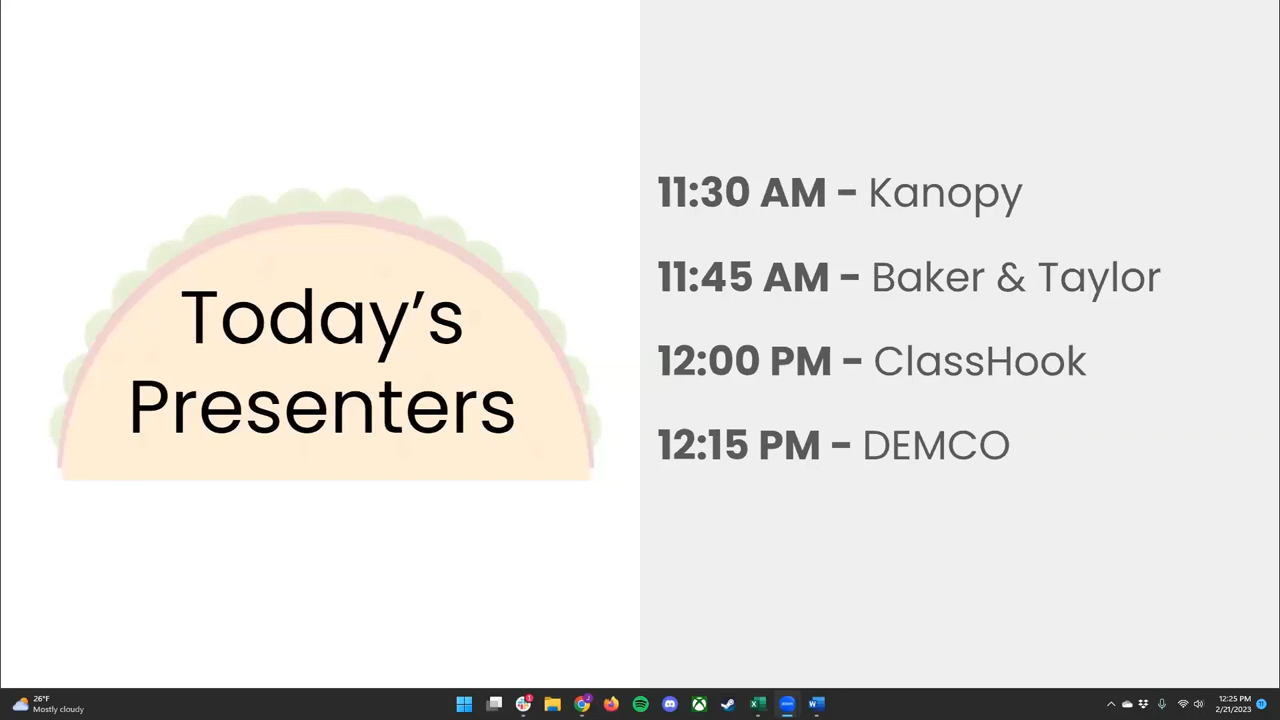 Today’s
Presenters
11:30 AM - Kanopy
11:45 AM - Baker & Taylor
12:00 PM - ClassHook
12:15 PM - DEMCO
26°F
Mostly cloudy
12:25 PM
2/21/2023